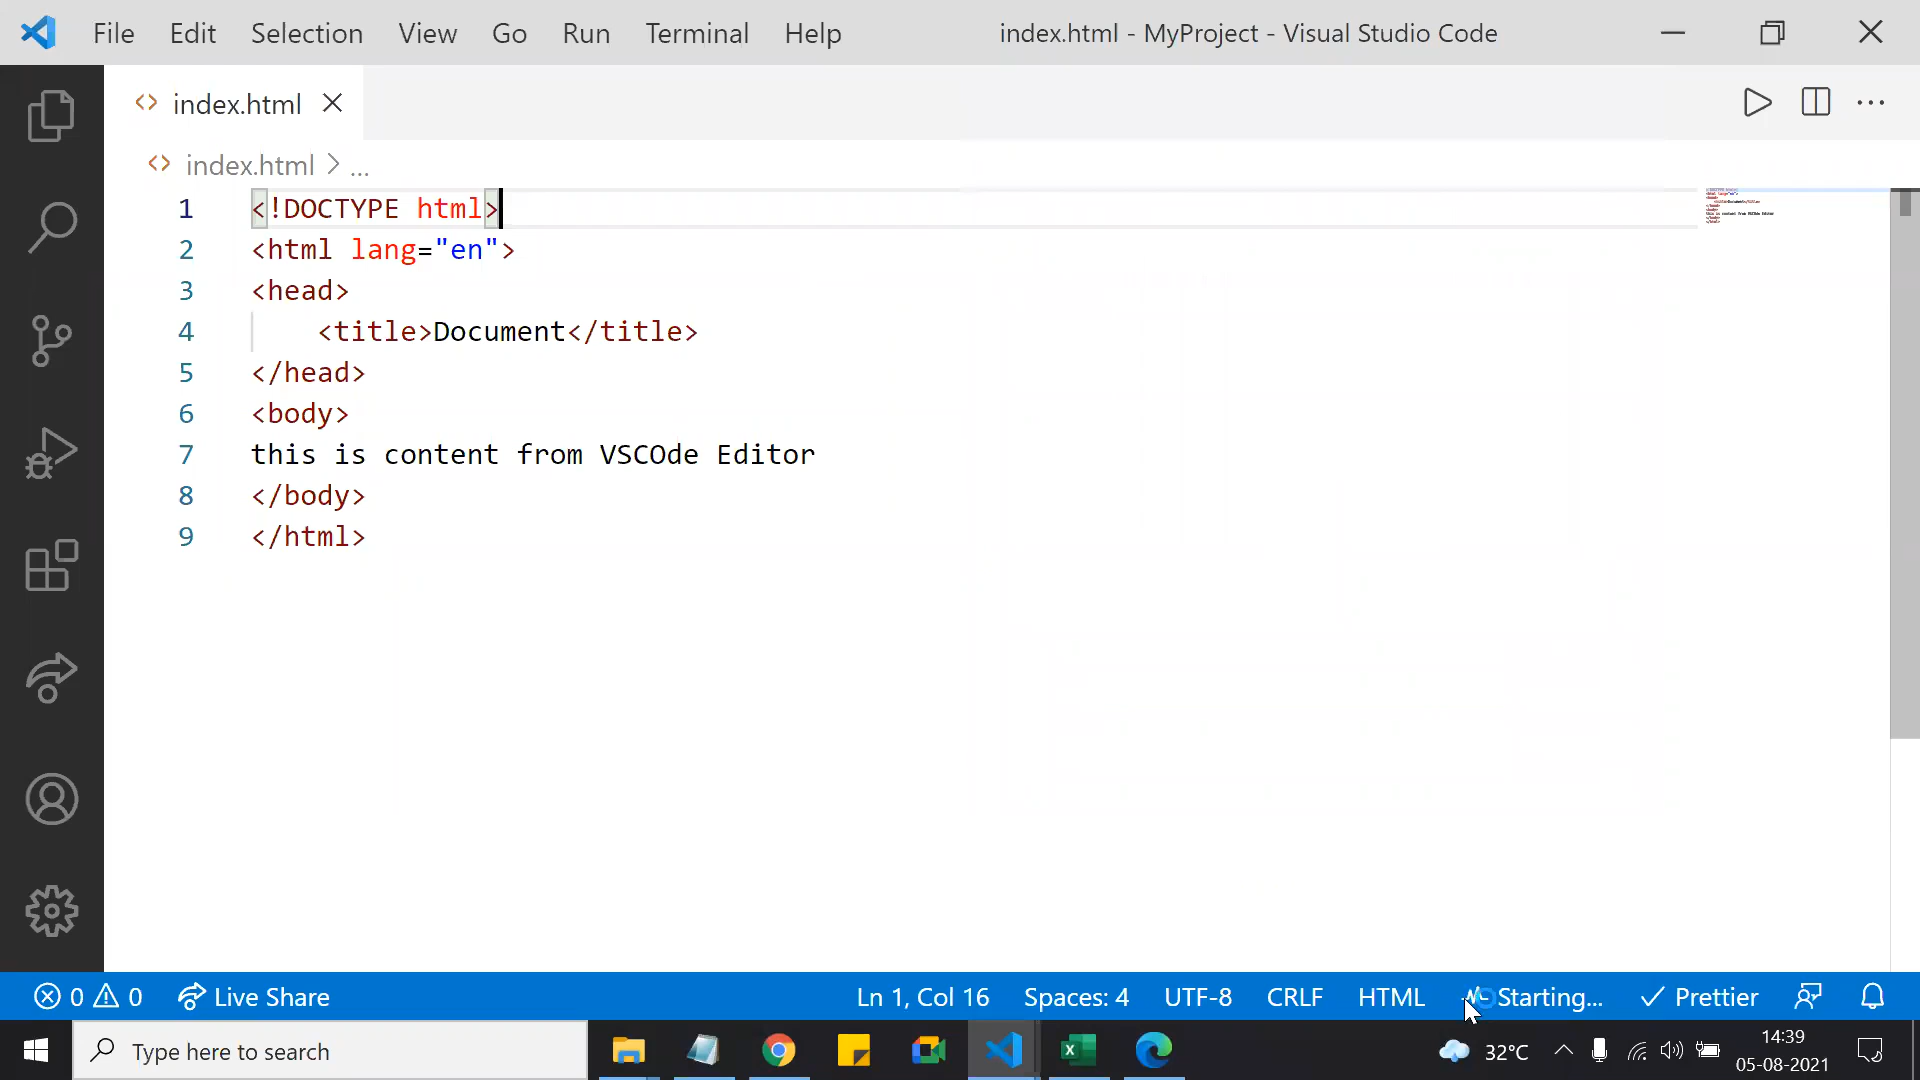 File Edit Selection View Go Run Terminal Help index.html - MyProject - Visual Studio Code
index.html
index.html > ...
1 <!DOCTYPE html>
2 <html lang="en">
3 <head>
4     <title>Document</title>
5 </head>
6 <body>
7 this is content from VSCOde Editor
8 </body>
9 </html>
0 0 Live Share Ln 1, Col 16 Spaces: 4 UTF-8 CRLF HTML Starting... Prettier
Type here to search 32°C 14:39
05-08-2021